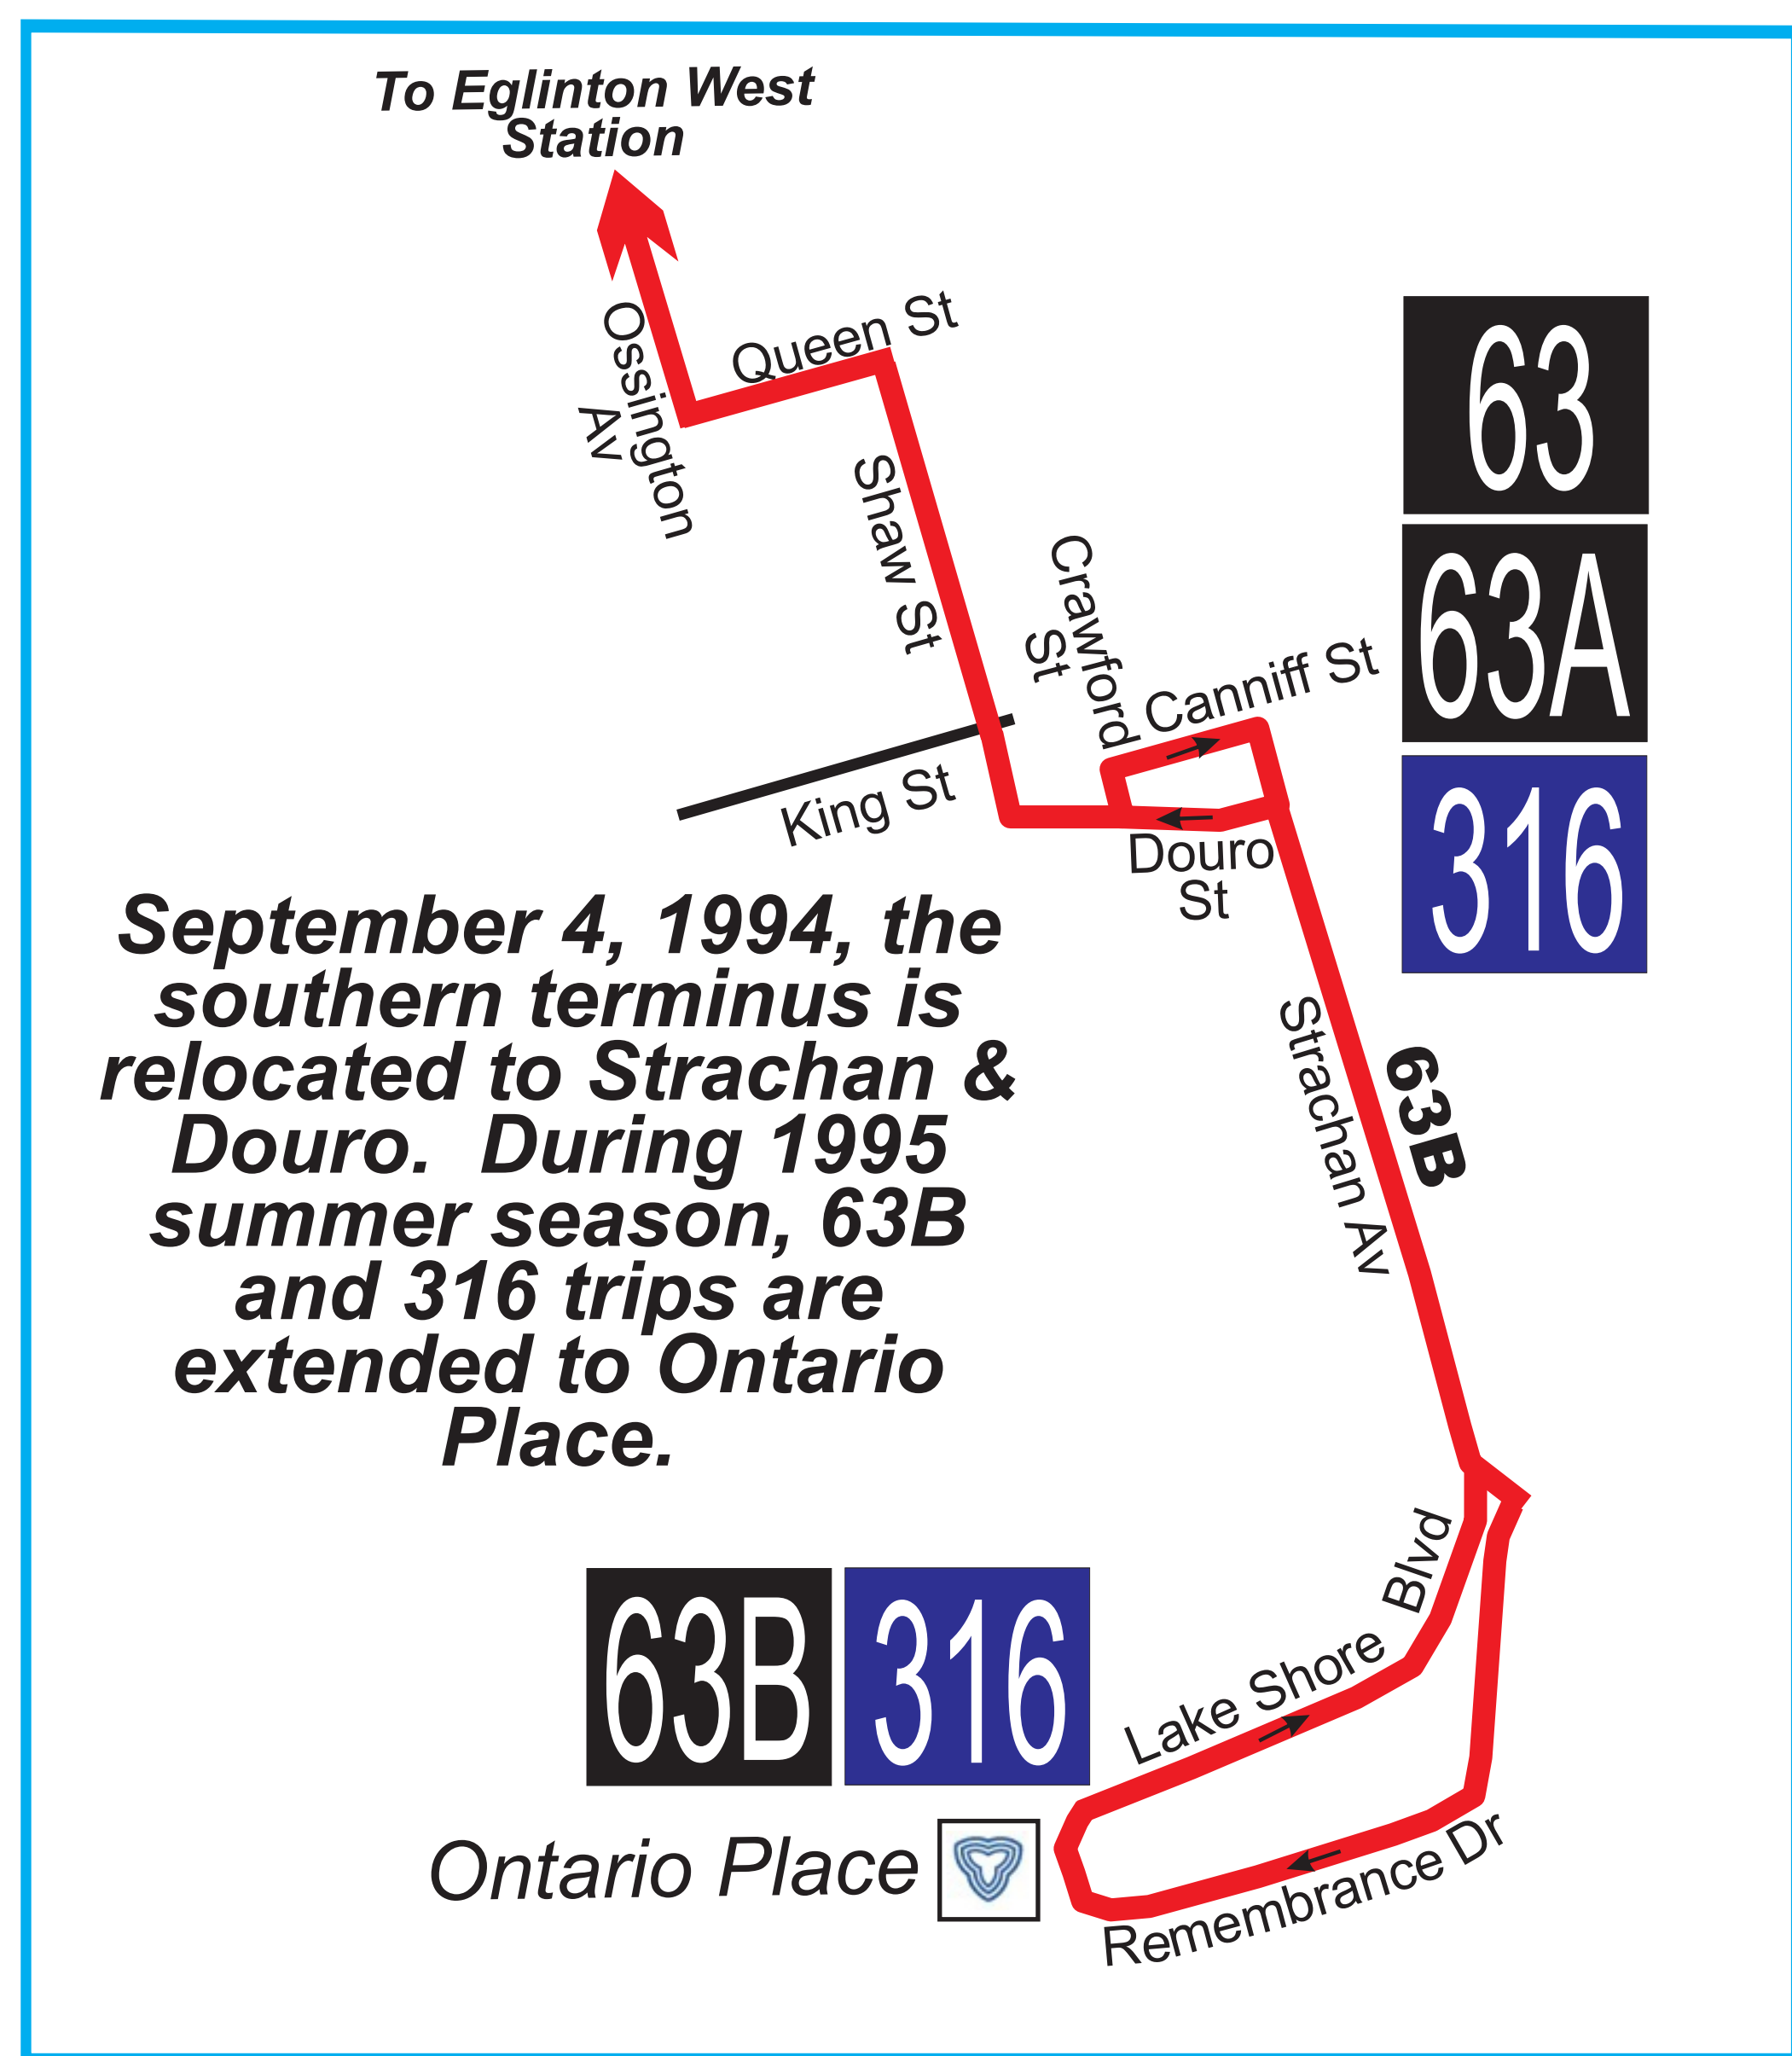 To Eglinton West
Station
Ossington
Av
Queen St
Shaw St
Crawford
St
Canniff St
King St
Douro
St
63
63A
316
September 4, 1994, the
southern terminus is
relocated to Strachan &
Douro.  During 1995
summer season, 63B
and 316 trips are
extended to Ontario
Place.
Strachan Av
63B
Lake Shore Blvd
63B
316
Ontario Place
Remembrance Dr